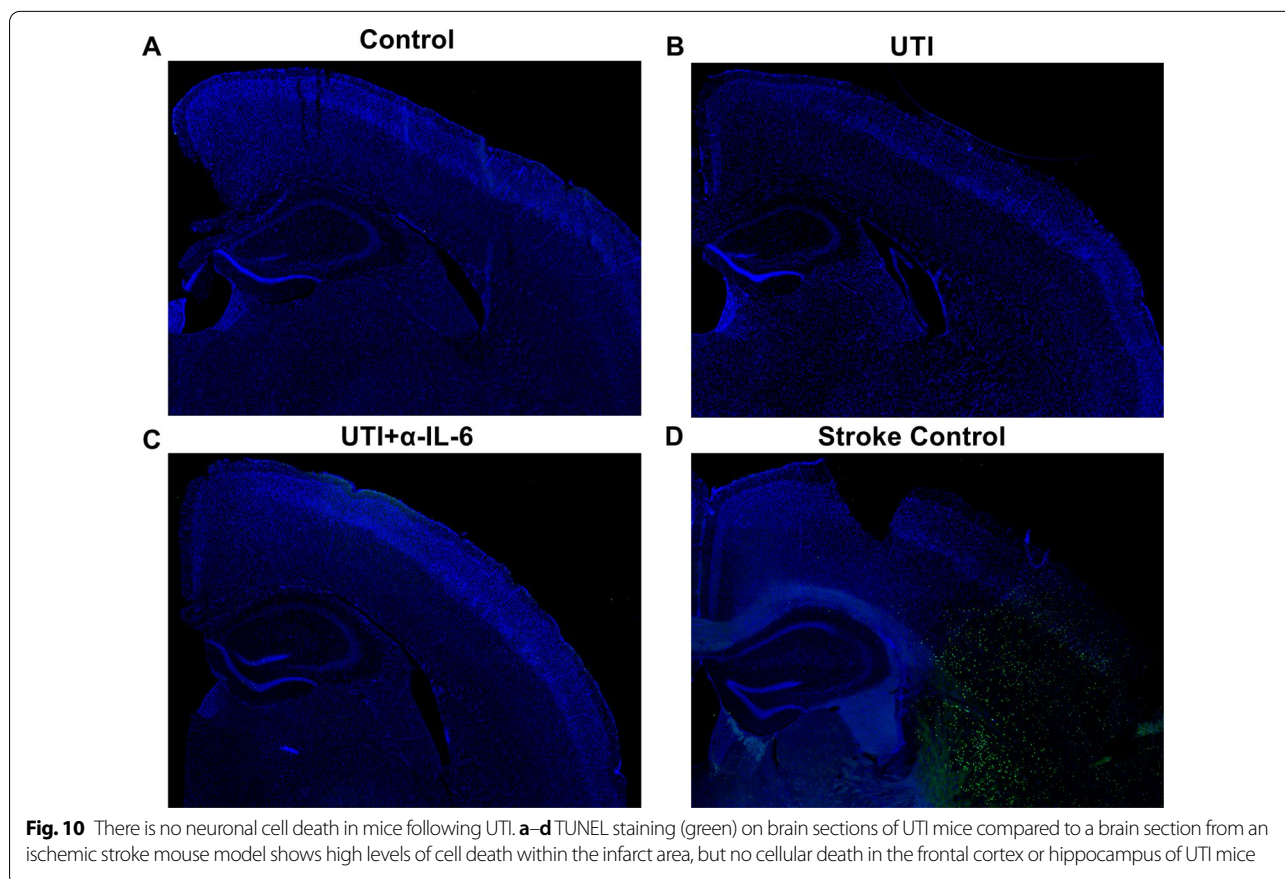 A
Control
B
UTI
C
UTI+α-IL-6
D
Stroke Control
Fig. 10 There is no neuronal cell death in mice following UTI. a–d TUNEL staining (green) on brain sections of UTI mice compared to a brain section from an
ischemic stroke mouse model shows high levels of cell death within the infarct area, but no cellular death in the frontal cortex or hippocampus of UTI mice